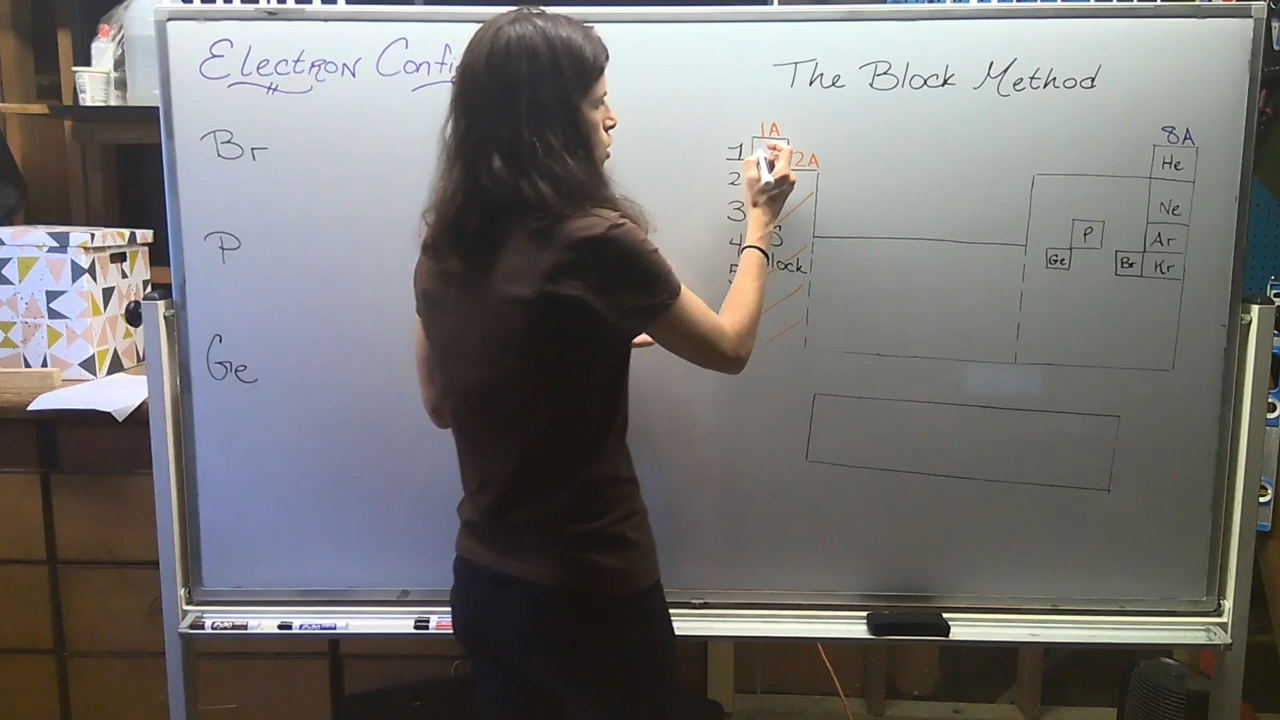 Electron Confi
The Block Method
Br
P
Ge
1A
2A
8A
1
2
3
4
5
S
lock
He
Ne
Ar
Kr
P
Ge
Br